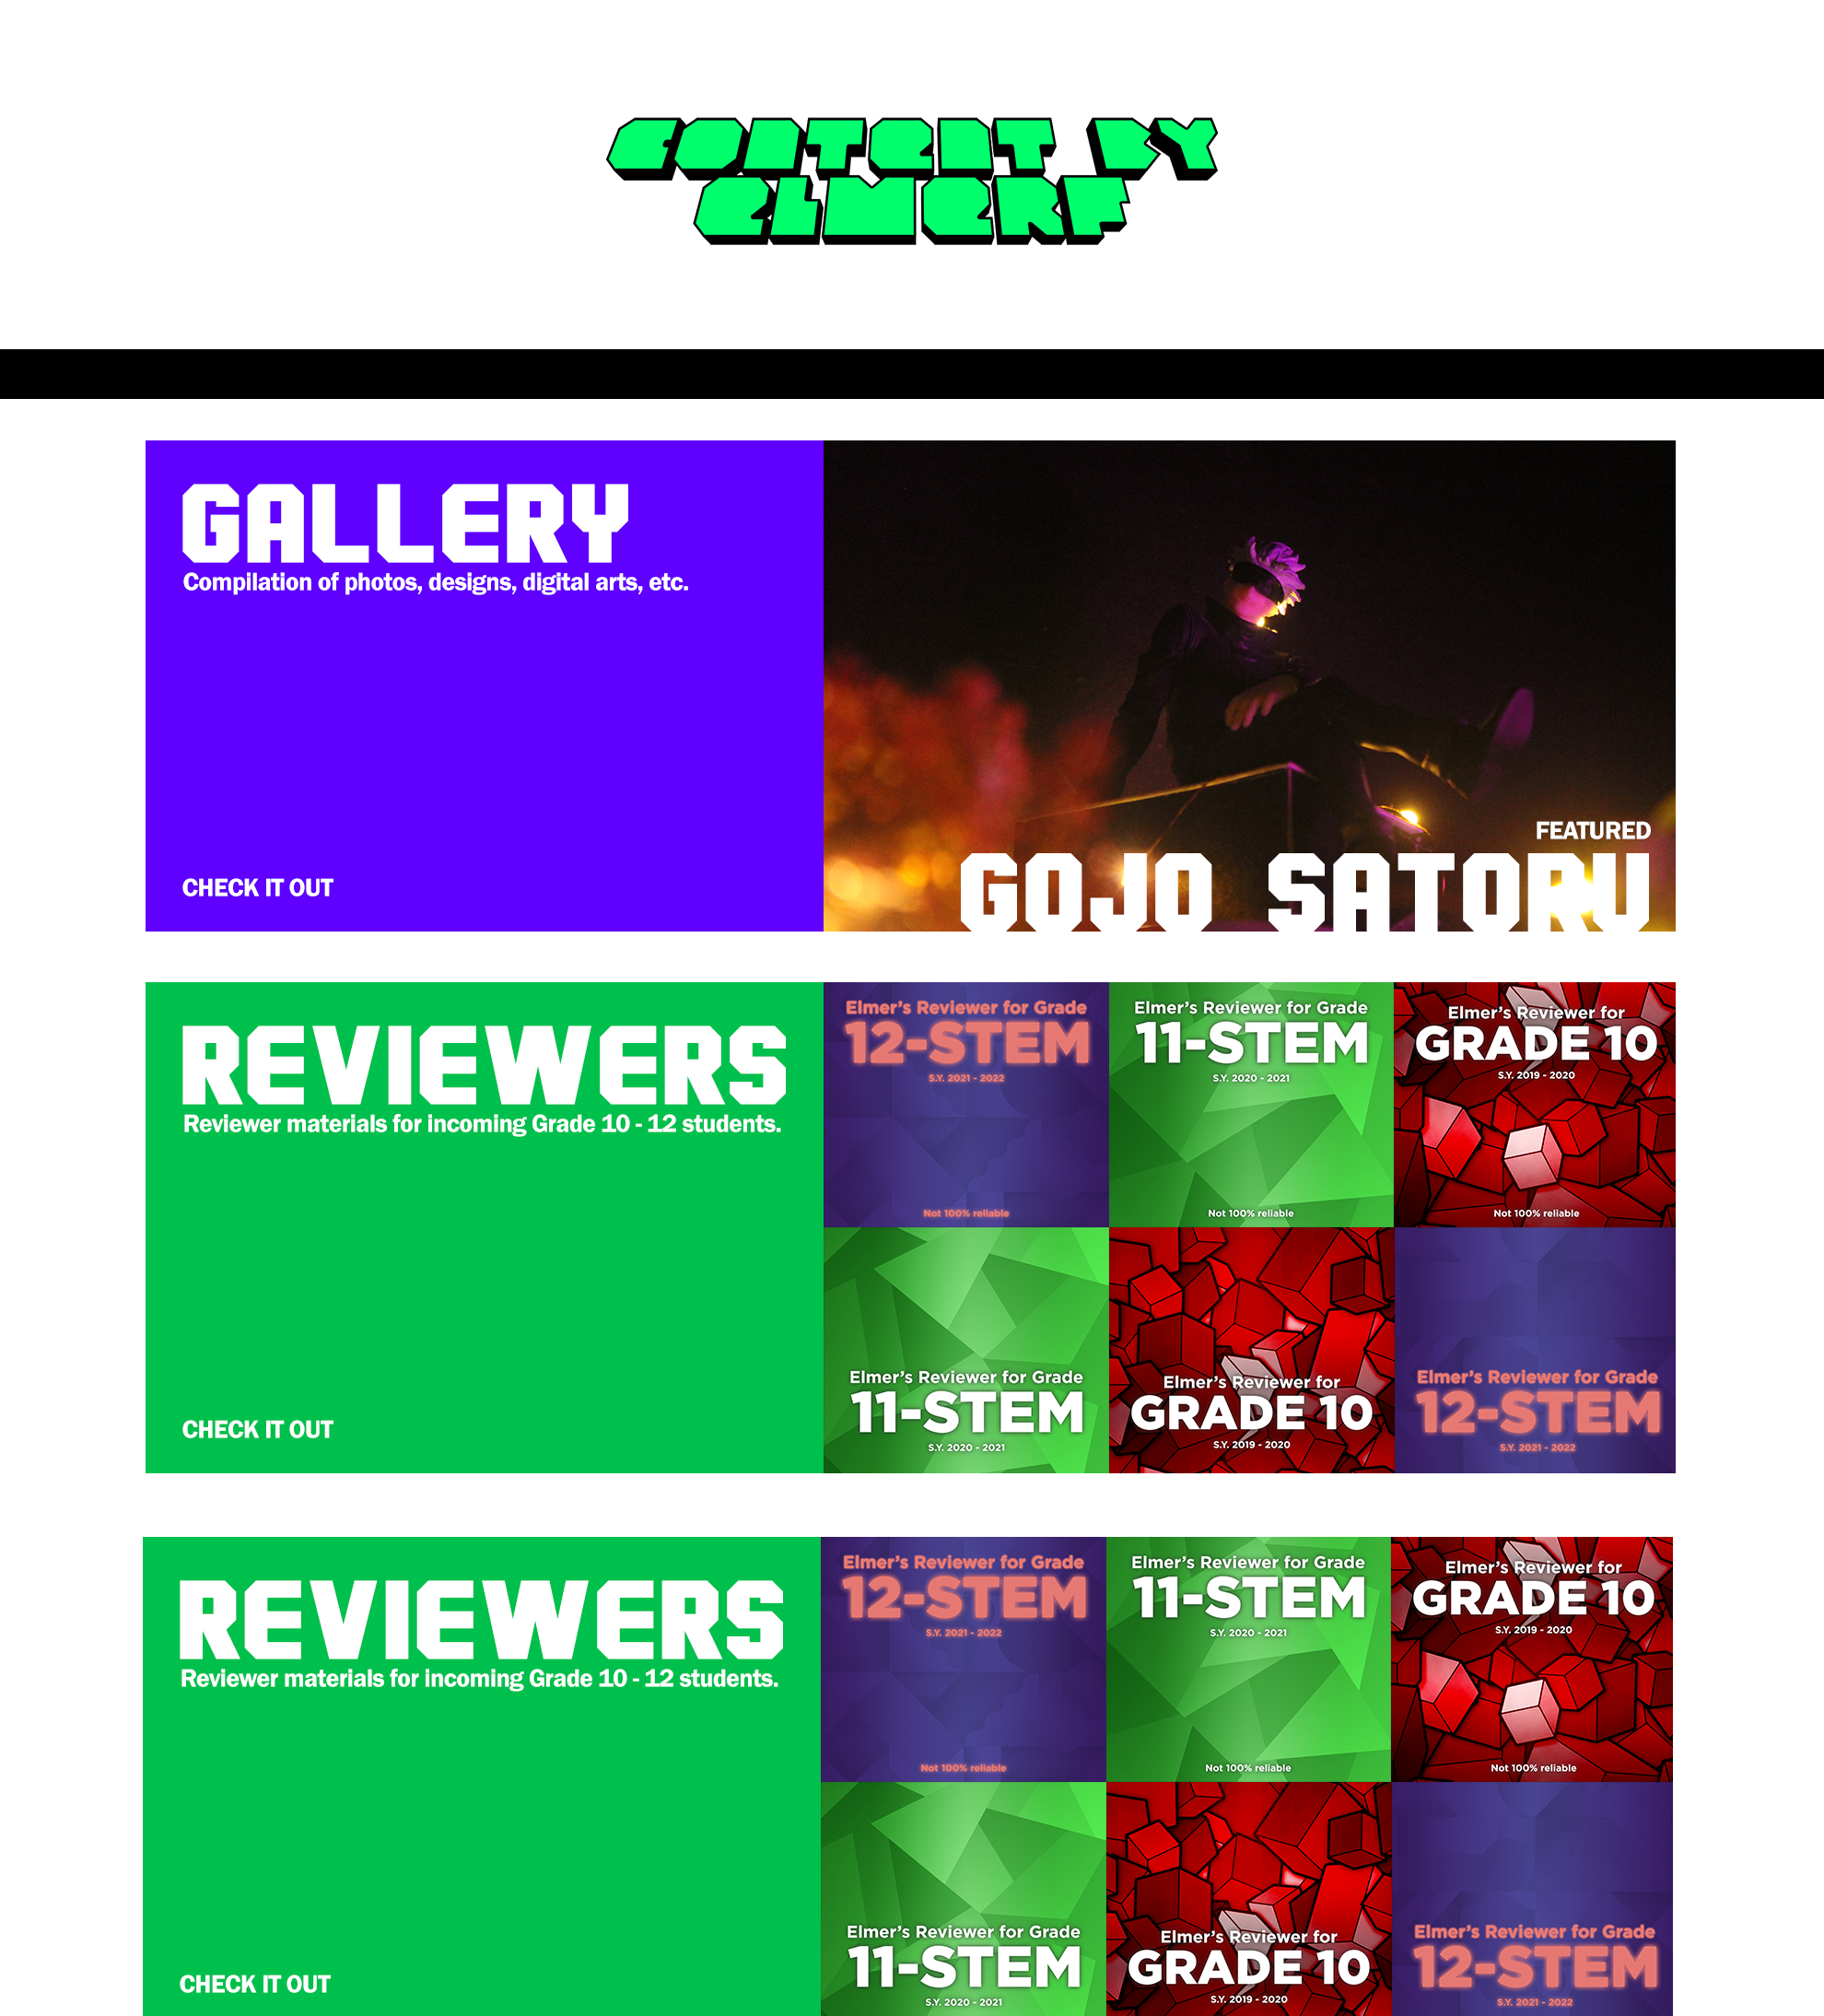 CONTENT BY
ELMERF
GALLERY
Compilation of photos, designs, digital arts, etc.
CHECK IT OUT
FEATURED
GOJO SATORU
REVIEWERS
Reviewer materials for incoming Grade 10 - 12 students.
CHECK IT OUT
Elmer's Reviewer for Grade
12-STEM
S.Y. 2021 - 2022
Not 100% reliable
Elmer's Reviewer for Grade
11-STEM
S.Y. 2020 - 2021
Not 100% reliable
Elmer's Reviewer for
GRADE 10
S.Y. 2019 - 2020
Not 100% reliable
Elmer's Reviewer for Grade
11-STEM
S.Y. 2020 - 2021
Elmer's Reviewer for
GRADE 10
S.Y. 2019 - 2020
Elmer's Reviewer for Grade
12-STEM
S.Y. 2021 - 2022
REVIEWERS
Reviewer materials for incoming Grade 10 - 12 students.
CHECK IT OUT
Elmer's Reviewer for Grade
12-STEM
S.Y. 2021 - 2022
Not 100% reliable
Elmer's Reviewer for Grade
11-STEM
S.Y. 2020 - 2021
Not 100% reliable
Elmer's Reviewer for
GRADE 10
S.Y. 2019 - 2020
Not 100% reliable
Elmer's Reviewer for Grade
11-STEM
S.Y. 2020 - 2021
Elmer's Reviewer for
GRADE 10
S.Y. 2019 - 2020
Elmer's Reviewer for Grade
12-STEM
S.Y. 2021 - 2022